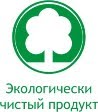 Экологически
чистый продукт